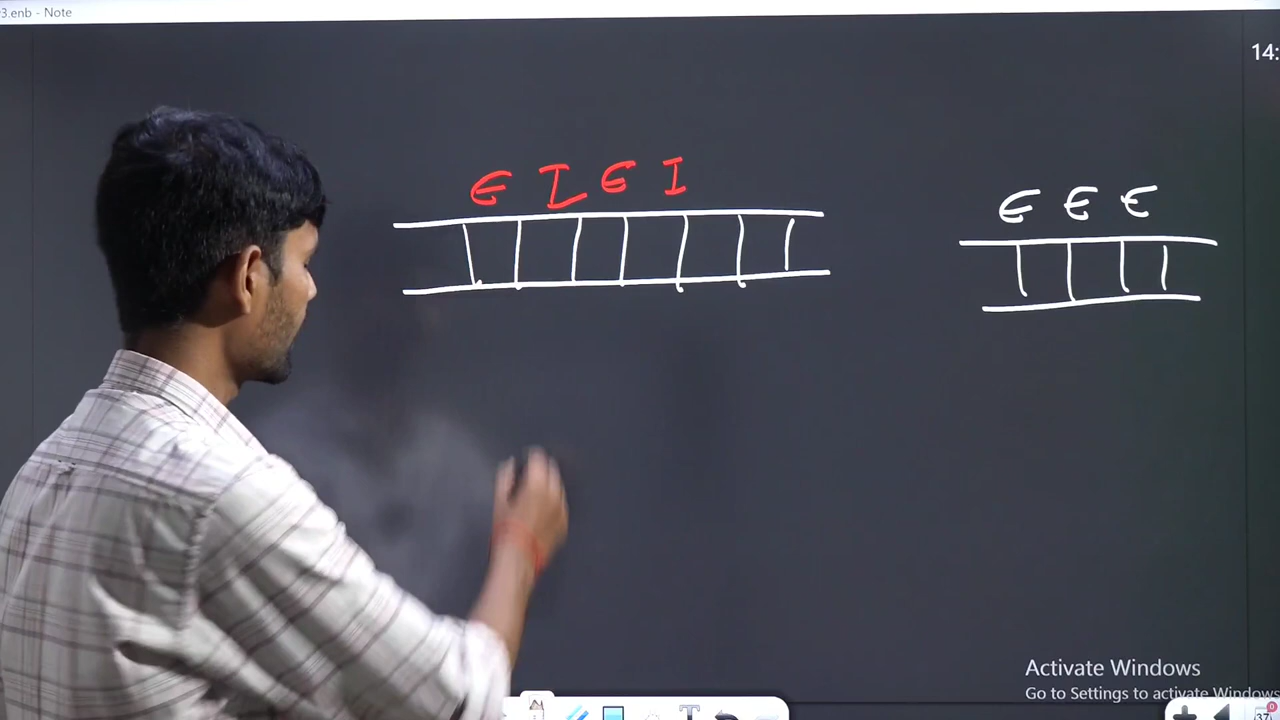 3.enb - Note
14:
E I E I
E E E
Activate Windows
Go to Settings to activate Windows